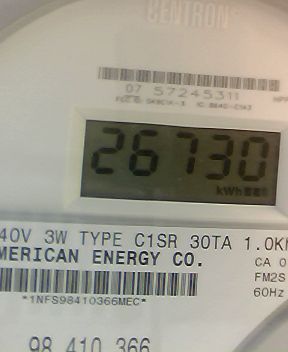 CENTRON
07 57245311
26730
kWh
40V 3W TYPE C1SR 30TA 1.0K
MERICAN ENERGY CO.
CA 0
FM2S
*1NFS98410366MEC*
60Hz
98 410 366